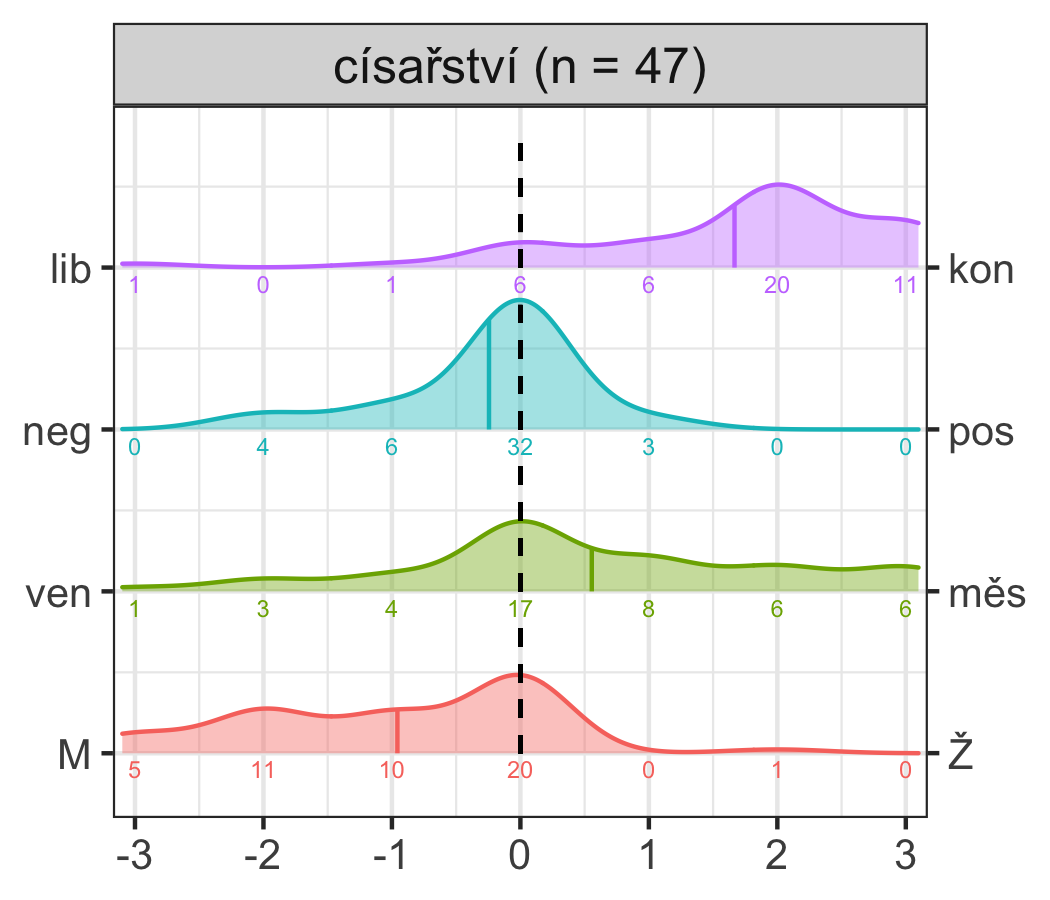 císařství (n = 47)
lib kon
1 0 1 6 6 20 11
neg pos
0 4 6 32 3 0 0
ven měs
1 3 4 17 8 6 6
M Ž
5 11 10 20 0 1 0
-3 -2 -1 0 1 2 3